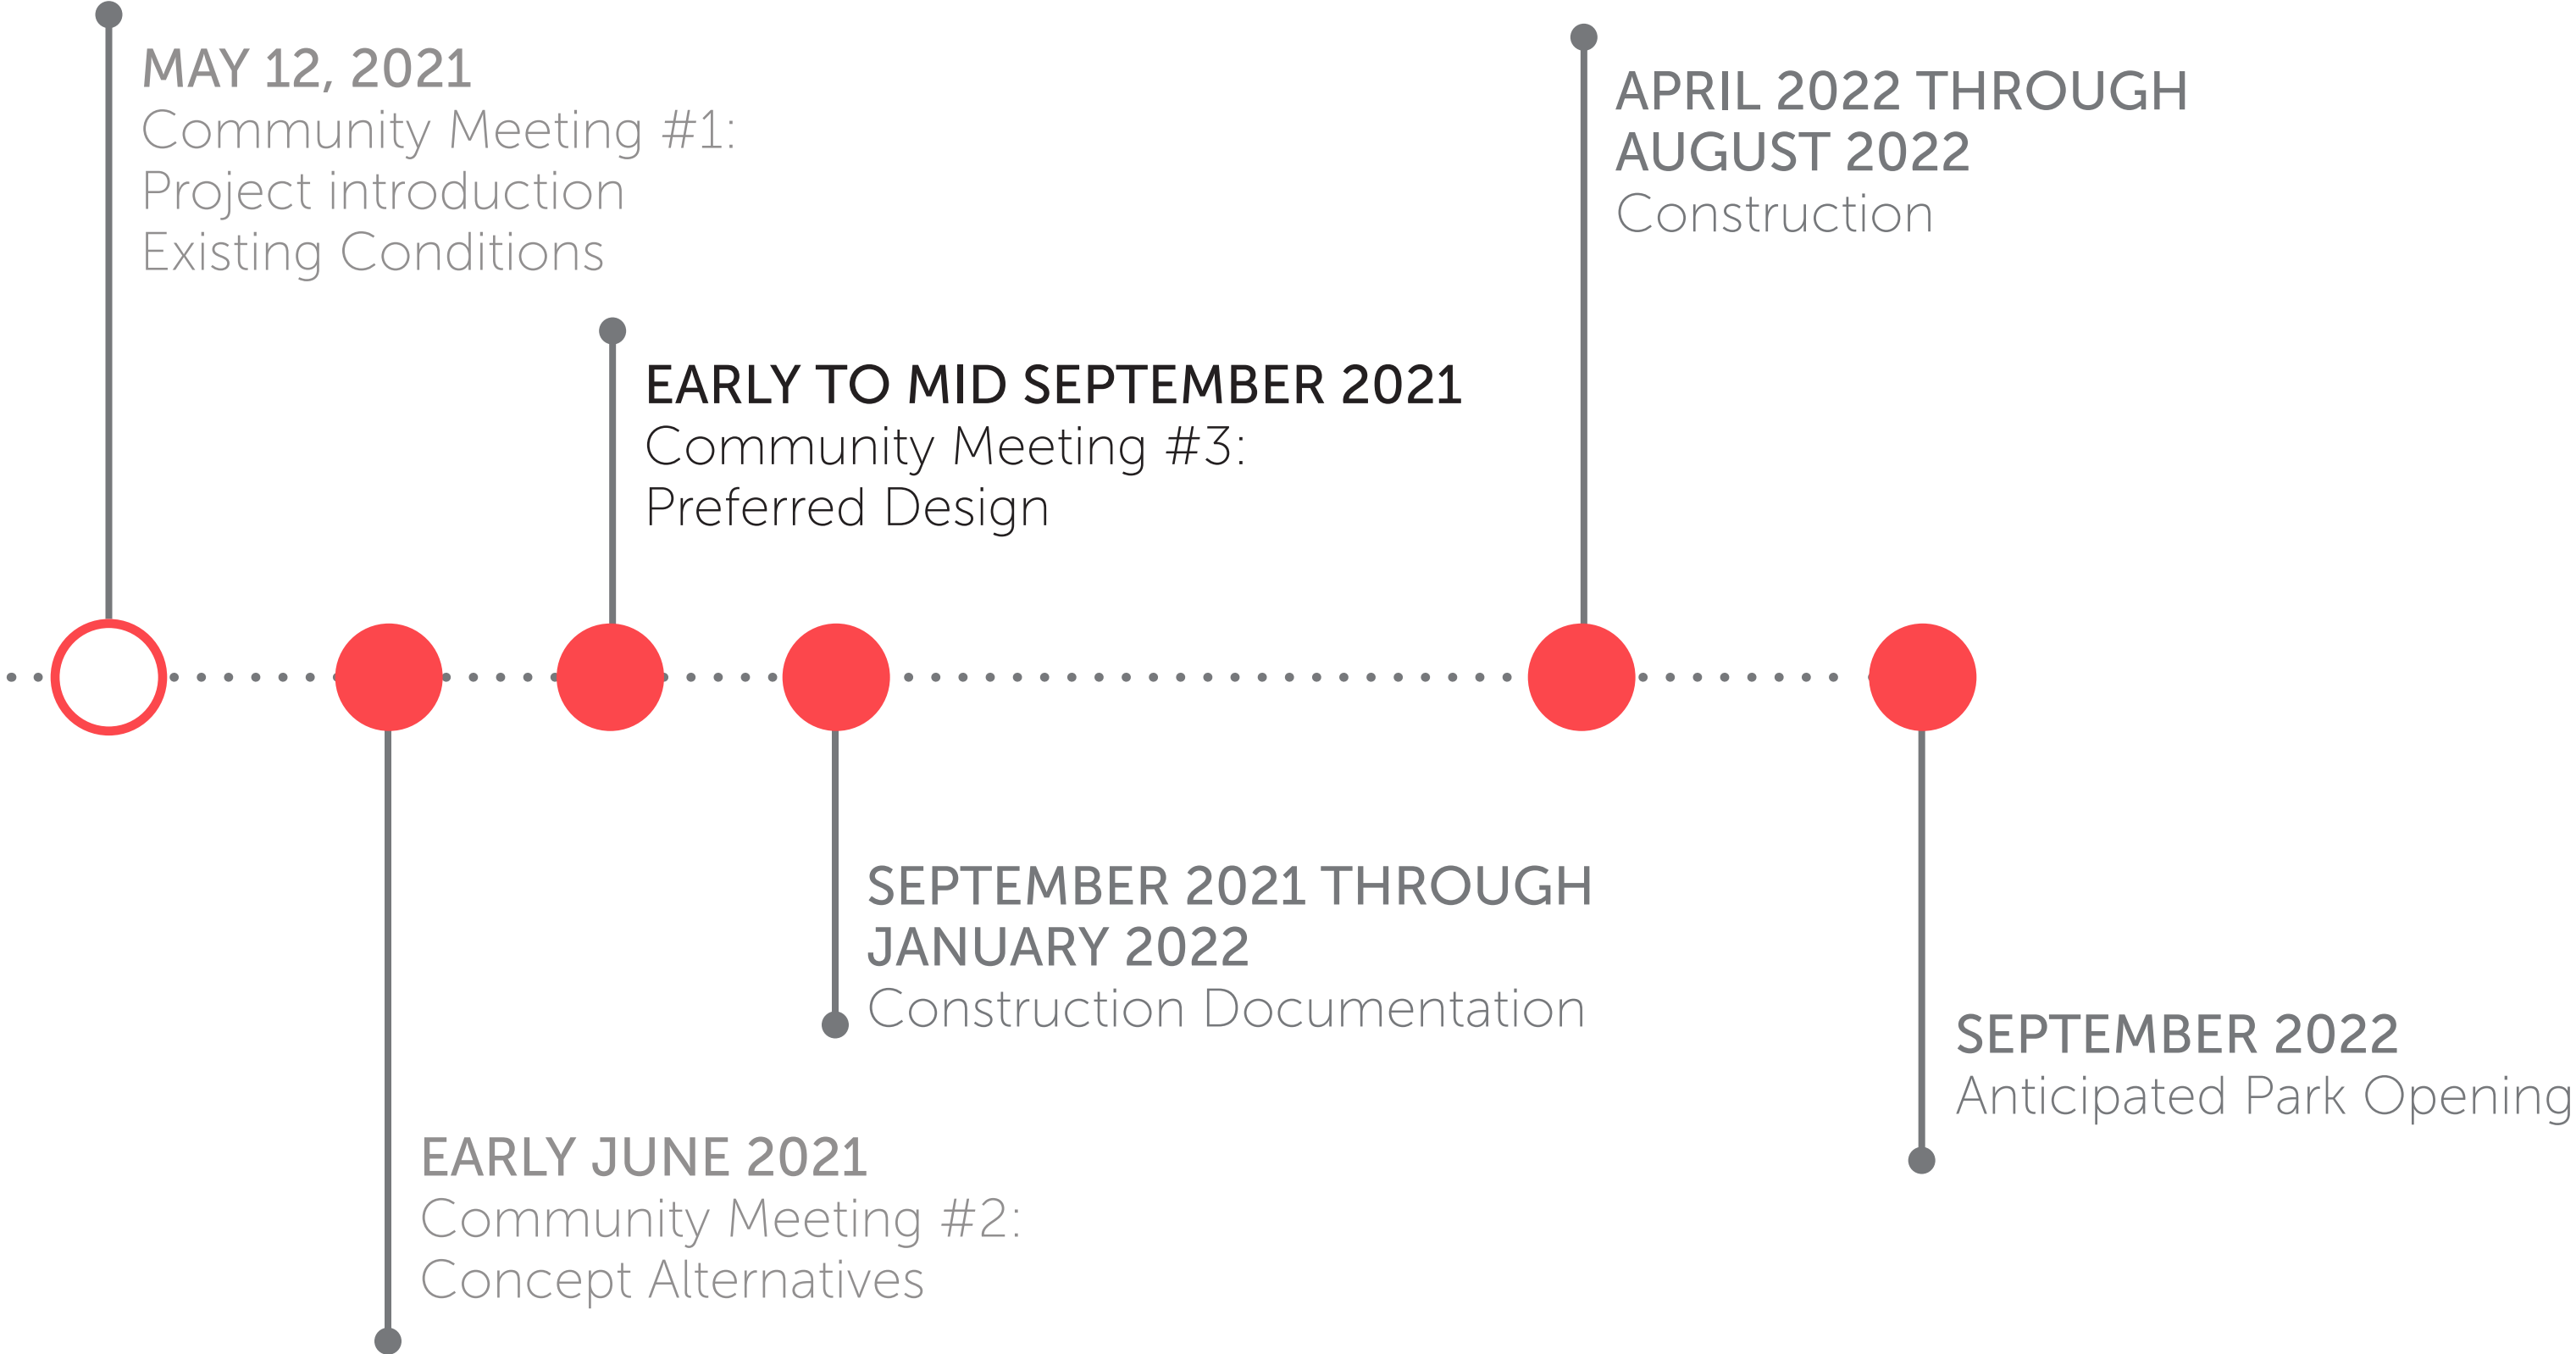 MAY 12, 2021
Community Meeting #1:
Project introduction
Existing Conditions
EARLY JUNE 2021
Community Meeting #2:
Concept Alternatives
EARLY TO MID SEPTEMBER 2021
Community Meeting #3:
Preferred Design
SEPTEMBER 2021 THROUGH
JANUARY 2022
Construction Documentation
APRIL 2022 THROUGH
AUGUST 2022
Construction
SEPTEMBER 2022
Anticipated Park Opening